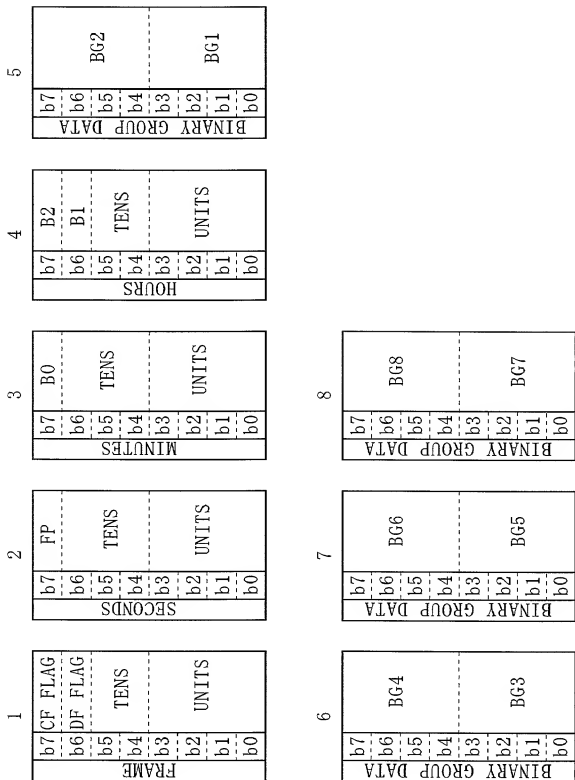 1
FRAME
b7 CF FLAG
b6 DF FLAG
b5
b4
TENS
b3
b2
b1
b0
UNITS
2
SECONDS
b7 FP
b6
b5
b4
TENS
b3
b2
b1
b0
UNITS
3
MINUTES
b7 B0
b6
b5
b4
TENS
b3
b2
b1
b0
UNITS
4
HOURS
b7 B2
b6 B1
b5
b4
TENS
b3
b2
b1
b0
UNITS
5
BINARY GROUP DATA
b7
b6
b5
b4
BG2
b3
b2
b1
b0
BG1
6
BINARY GROUP DATA
b7
b6
b5
b4
BG4
b3
b2
b1
b0
BG3
7
BINARY GROUP DATA
b7
b6
b5
b4
BG6
b3
b2
b1
b0
BG5
8
BINARY GROUP DATA
b7
b6
b5
b4
BG8
b3
b2
b1
b0
BG7